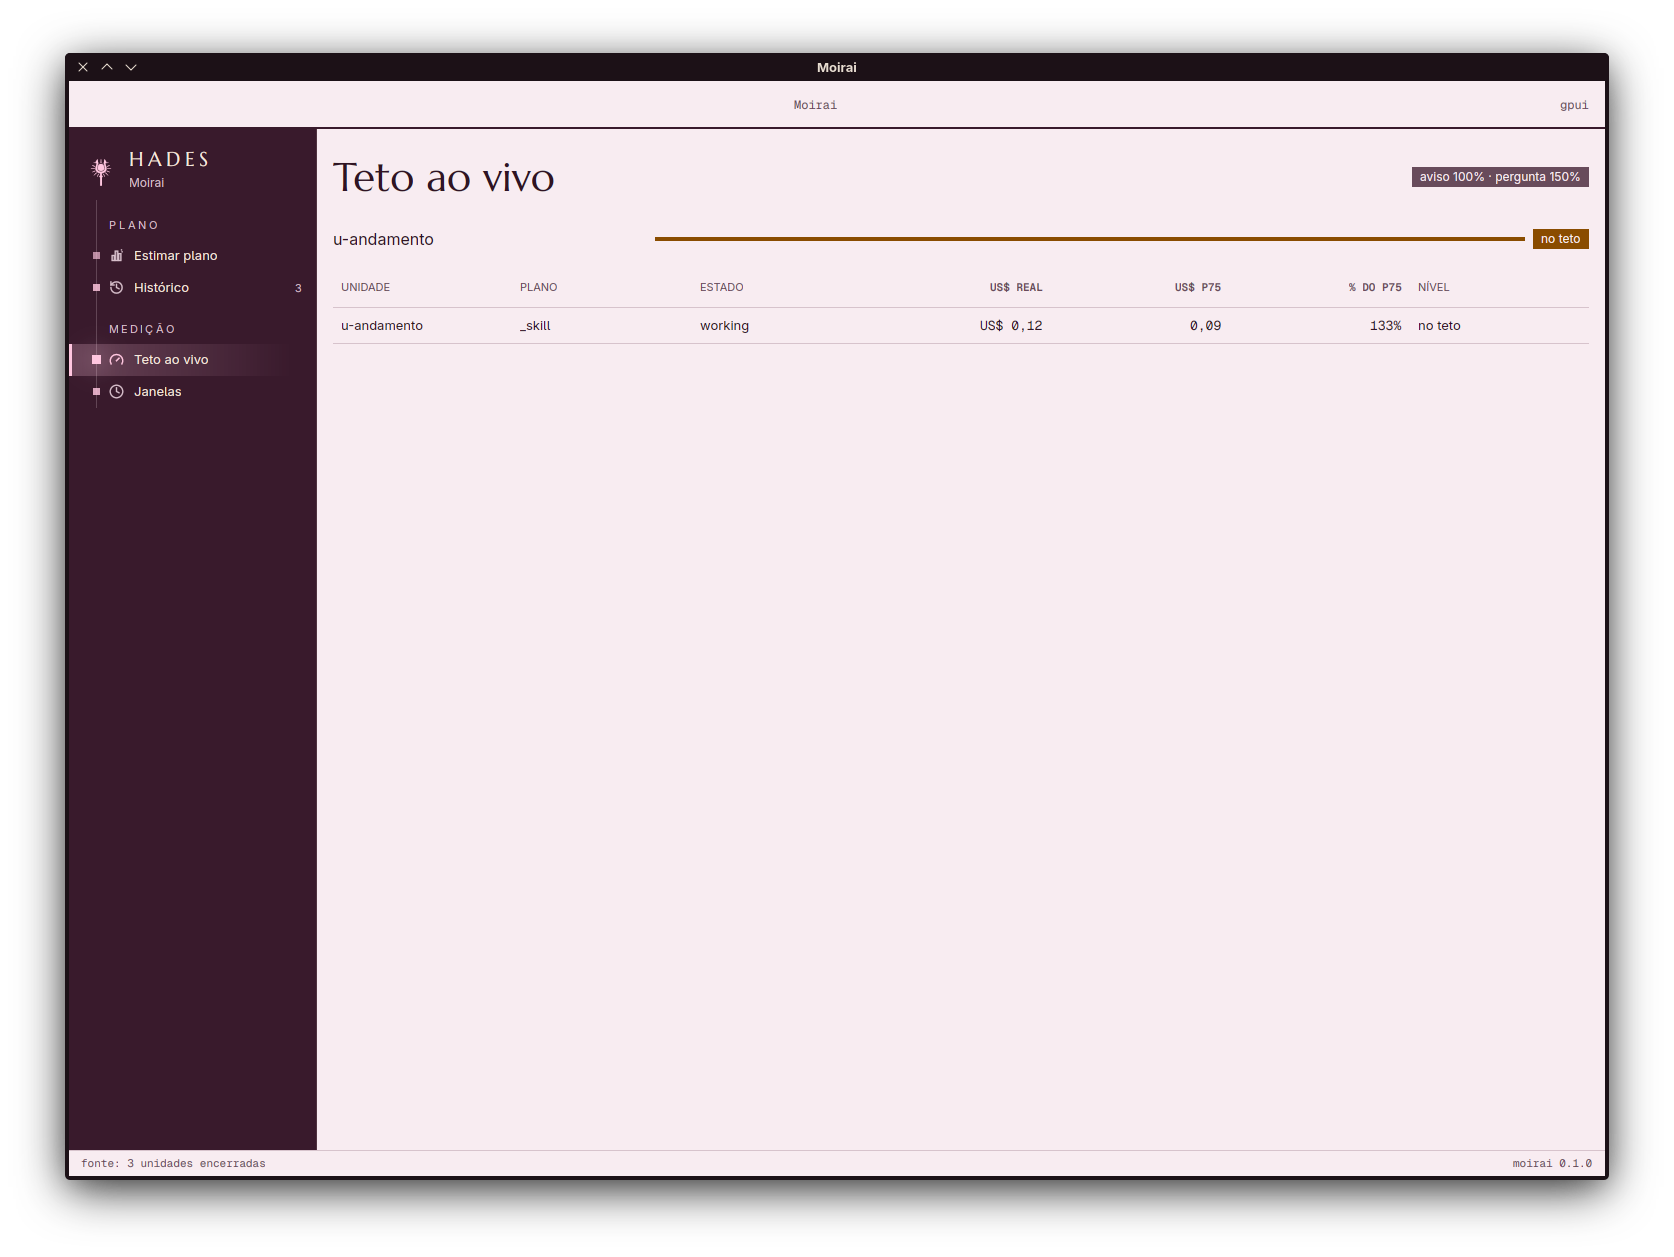 Moirai
Moirai
gpui
HADES
Moirai
PLANO
Estimar plano
Histórico 3
MEDIÇÃO
Teto ao vivo
Janelas
Teto ao vivo
aviso 100% · pergunta 150%
u-andamento
no teto
UNIDADE PLANO ESTADO US$ REAL US$ P75 % DO P75 NÍVEL
u-andamento _skill working US$ 0,12 0,09 133% no teto
fonte: 3 unidades encerradas
moirai 0.1.0